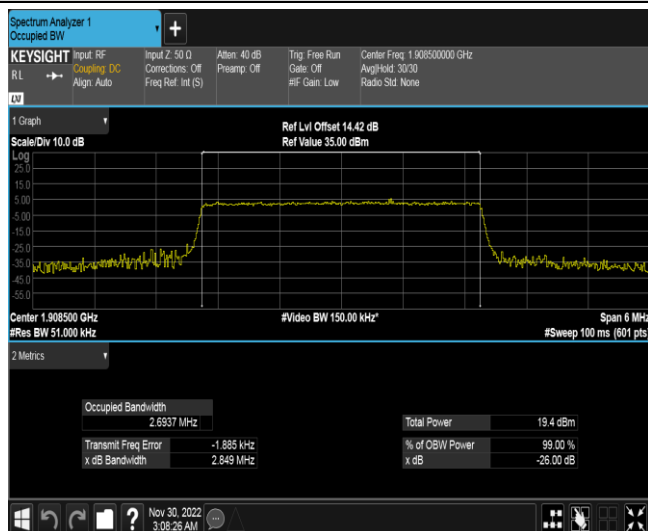 Spectrum Analyzer 1
Occupied BW
+
KEYSIGHT Input: RF Input Z: 50 Ω Atten: 40 dB Trig: Free Run Center Freq: 1.908500000 GHz
RL Coupling: DC Corrections: Off Preamp: Off Gate: Off Avg|Hold: 30/30
Align: Auto Freq Ref: Int (S) #IF Gain: Low Radio Std: None
LXI
1 Graph
Ref Lvl Offset 14.42 dB
Scale/Div 10.0 dB Ref Value 35.00 dBm
Log
25.0
15.0
5.00
-5.00
-15.0
-25.0
-35.0
-45.0
-55.0
Center 1.908500 GHz #Video BW 150.00 kHz* Span 6 MHz
#Res BW 51.000 kHz #Sweep 100 ms (601 pts)
2 Metrics
Occupied Bandwidth
2.6937 MHz Total Power 19.4 dBm
Transmit Freq Error -1.885 kHz % of OBW Power 99.00 %
x dB Bandwidth 2.849 MHz x dB -26.00 dB
? Nov 30, 2022
3:08:26 AM